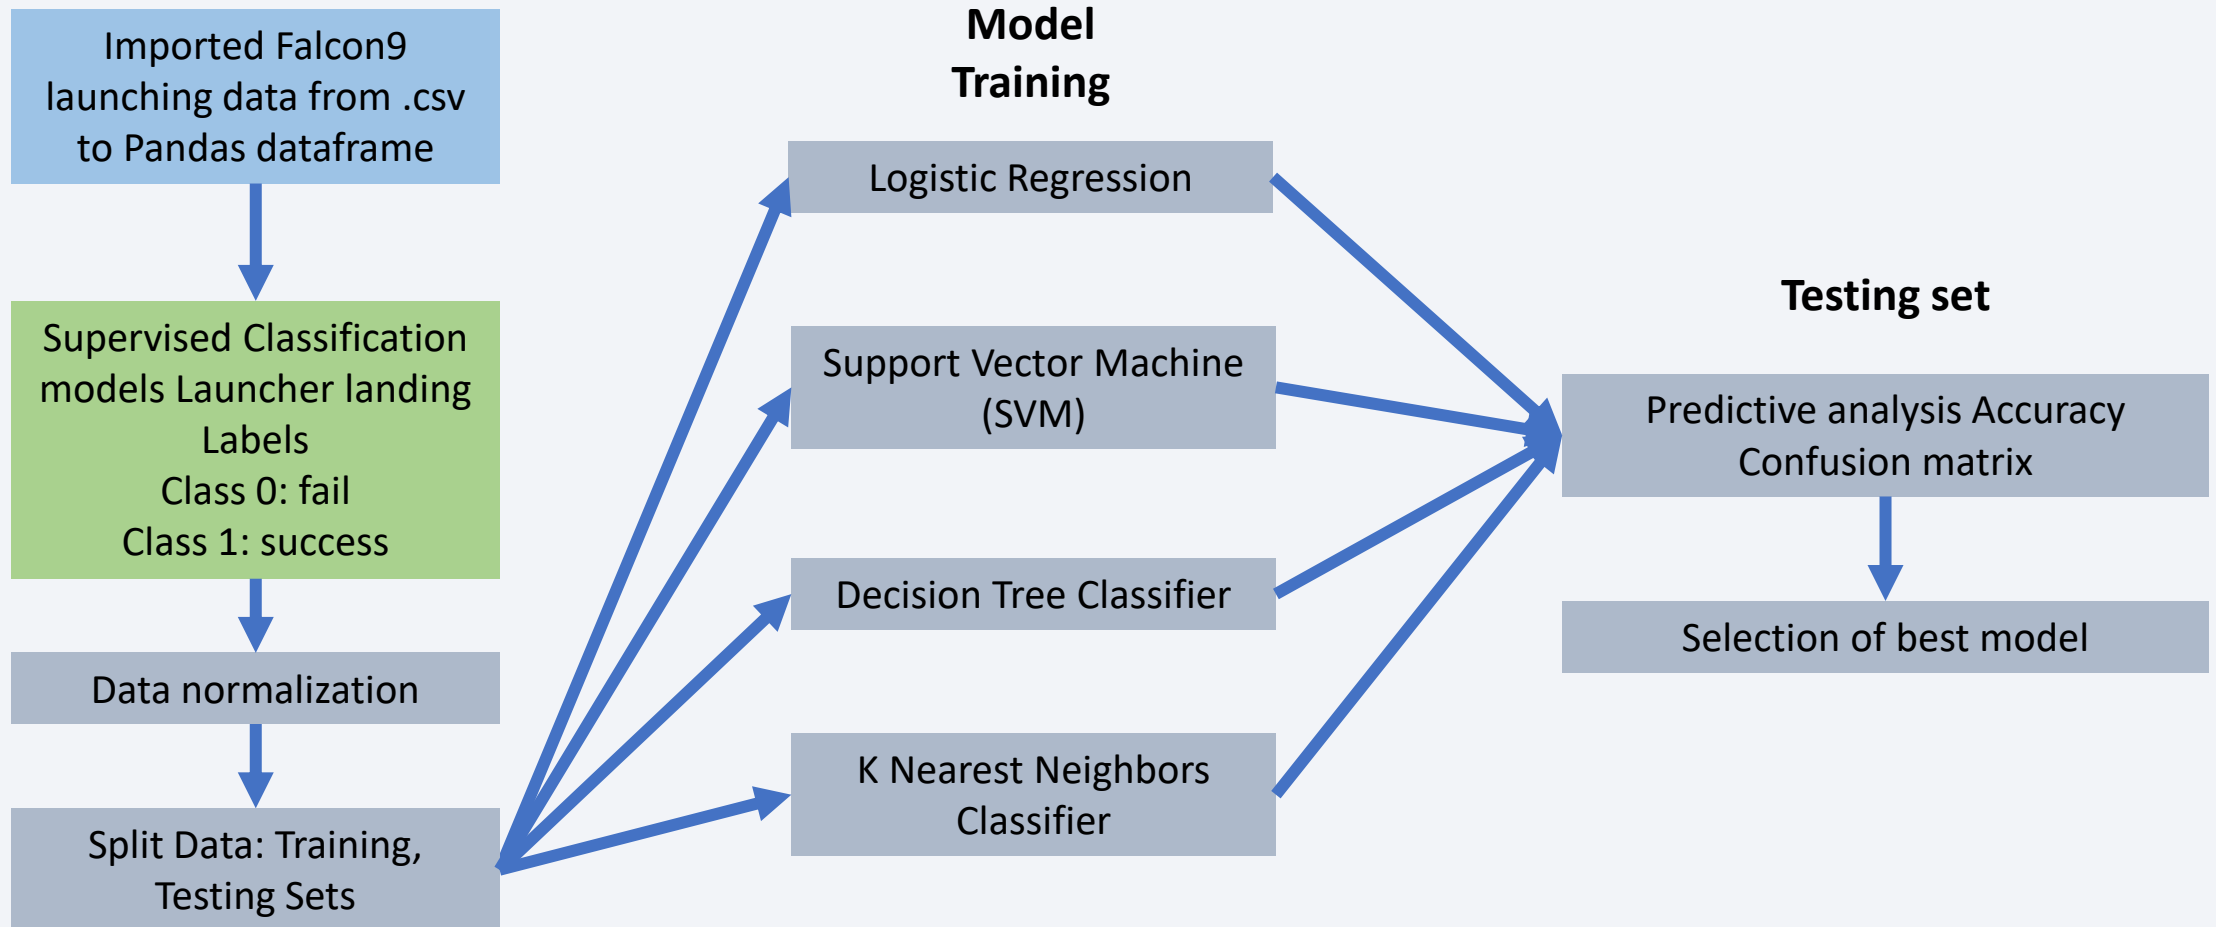 Imported Falcon9
launching data from .csv
to Pandas dataframe
Supervised Classification
models Launcher landing
Labels
Class 0: fail
Class 1: success
Data normalization
Split Data: Training,
Testing Sets
Model
Training
Logistic Regression
Support Vector Machine
(SVM)
Decision Tree Classifier
K Nearest Neighbors
Classifier
Testing set
Predictive analysis Accuracy
Confusion matrix
Selection of best model